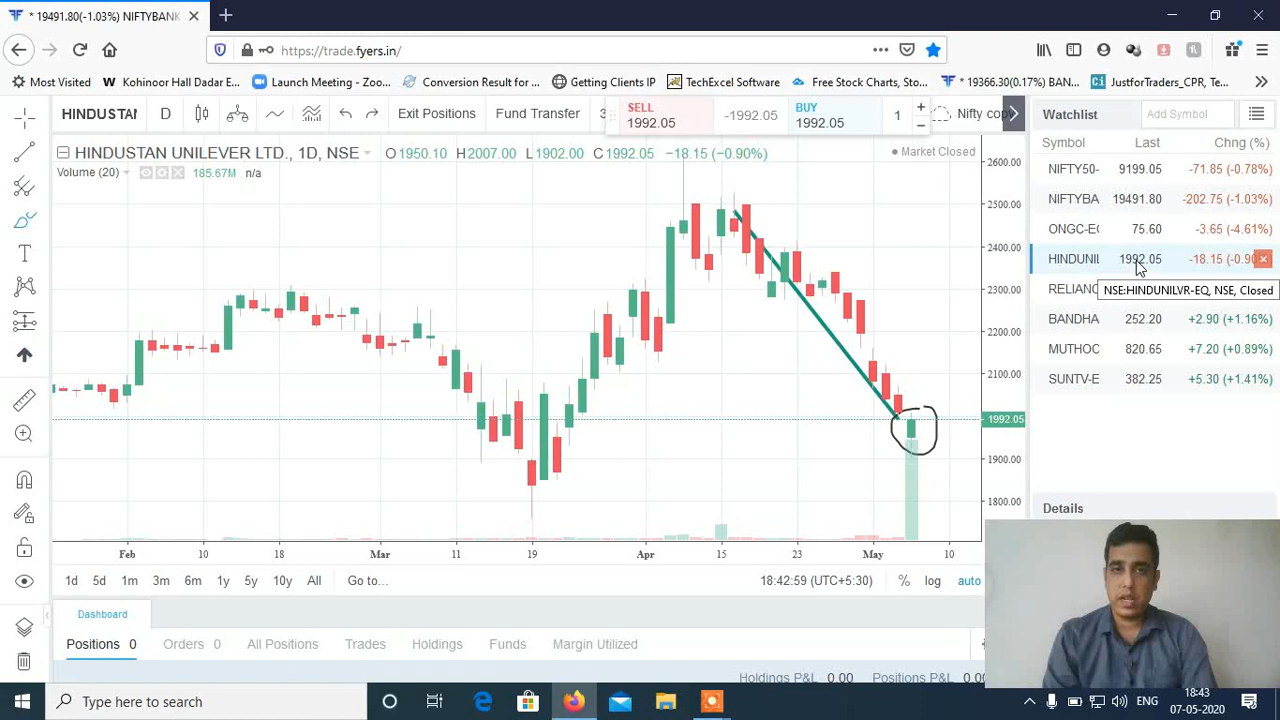 * 19491.80(-1.03%) NIFTYBANK
https://trade.fyers.in/
Most Visited
Kohinoor Hall Dadar E...
Launch Meeting - Zoo...
Conversion Result for ...
Getting Clients IP
TechExcel Software
Free Stock Charts, Sto...
* 19366.30(0.17%) BAN...
JustforTraders_CPR, Te...
HINDUSTAN
D
Exit Positions
Fund Transfer
SELL
1992.05
-1992.05
BUY
1992.05
1
Nifty cop
Watchlist
Add Symbol
HINDUSTAN UNILEVER LTD., 1D, NSE
O1950.10 H2007.00 L1902.00 C1992.05 −18.15 (−0.90%)
Market Closed
Volume (20)
185.67M n/a
Symbol Last Chng (%)
NIFTY50- 9199.05 -71.85 (-0.78%)
NIFTYBA 19491.80 -202.75 (-1.03%)
ONGC-EC 75.60 -3.65 (-4.61%)
HINDUNIL 1992.05 -18.15 (-0.90
RELIANC
NSE:HINDUNILVR-EQ, NSE, Closed
BANDHA 252.20 +2.90 (+1.16%)
MUTHOO 820.65 +7.20 (+0.89%)
SUNTV-E 382.25 +5.30 (+1.41%)
2600.00
2500.00
2400.00
2300.00
2200.00
2100.00
1992.05
1900.00
1800.00
Details
Feb 10 18 Mar 11 19 Apr 15 23 May 10
1d 5d 1m 3m 6m 1y 5y 10y All Go to...
18:42:59 (UTC+5:30) % log auto
Dashboard
Positions 0 Orders 0 All Positions Trades Holdings Funds Margin Utilized
Holdings P&L 0.00 Positions P&L 0.00
Type here to search
ENG
18:43
07-05-2020